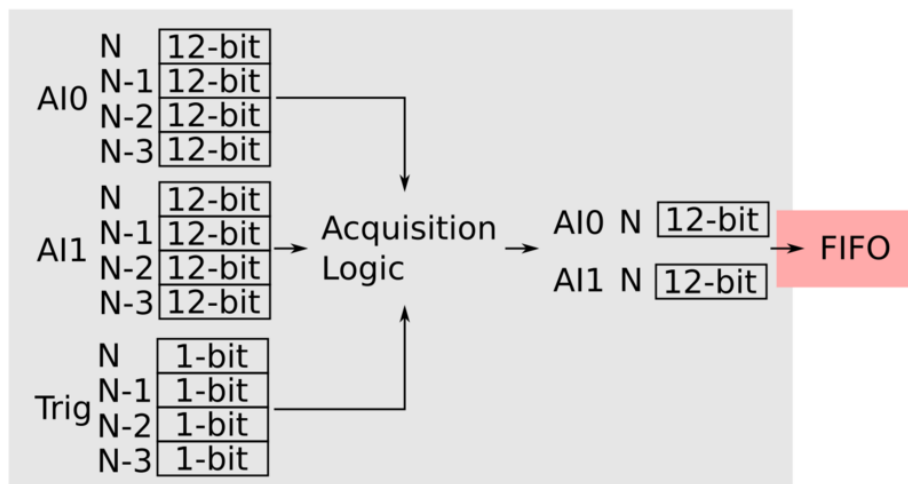 N 12-bit
AI0 N-1 12-bit
N-2 12-bit
N-3 12-bit
N 12-bit
AI1 N-1 12-bit
N-2 12-bit
N-3 12-bit
N 1-bit
Trig N-1 1-bit
N-2 1-bit
N-3 1-bit
Acquisition
Logic
AI0 N 12-bit
AI1 N 12-bit
FIFO